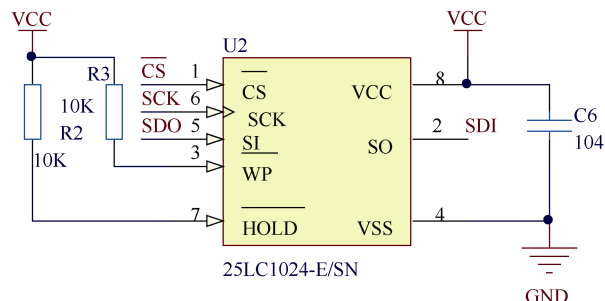 VCC
VCC
U2
R3
CS
1
CS
VCC
8
10K
SCK
6
SCK
C6
R2
SDO
5
SI
SO
2
SDI
104
10K
3
WP
7
HOLD
VSS
4
25LC1024-E/SN
GND